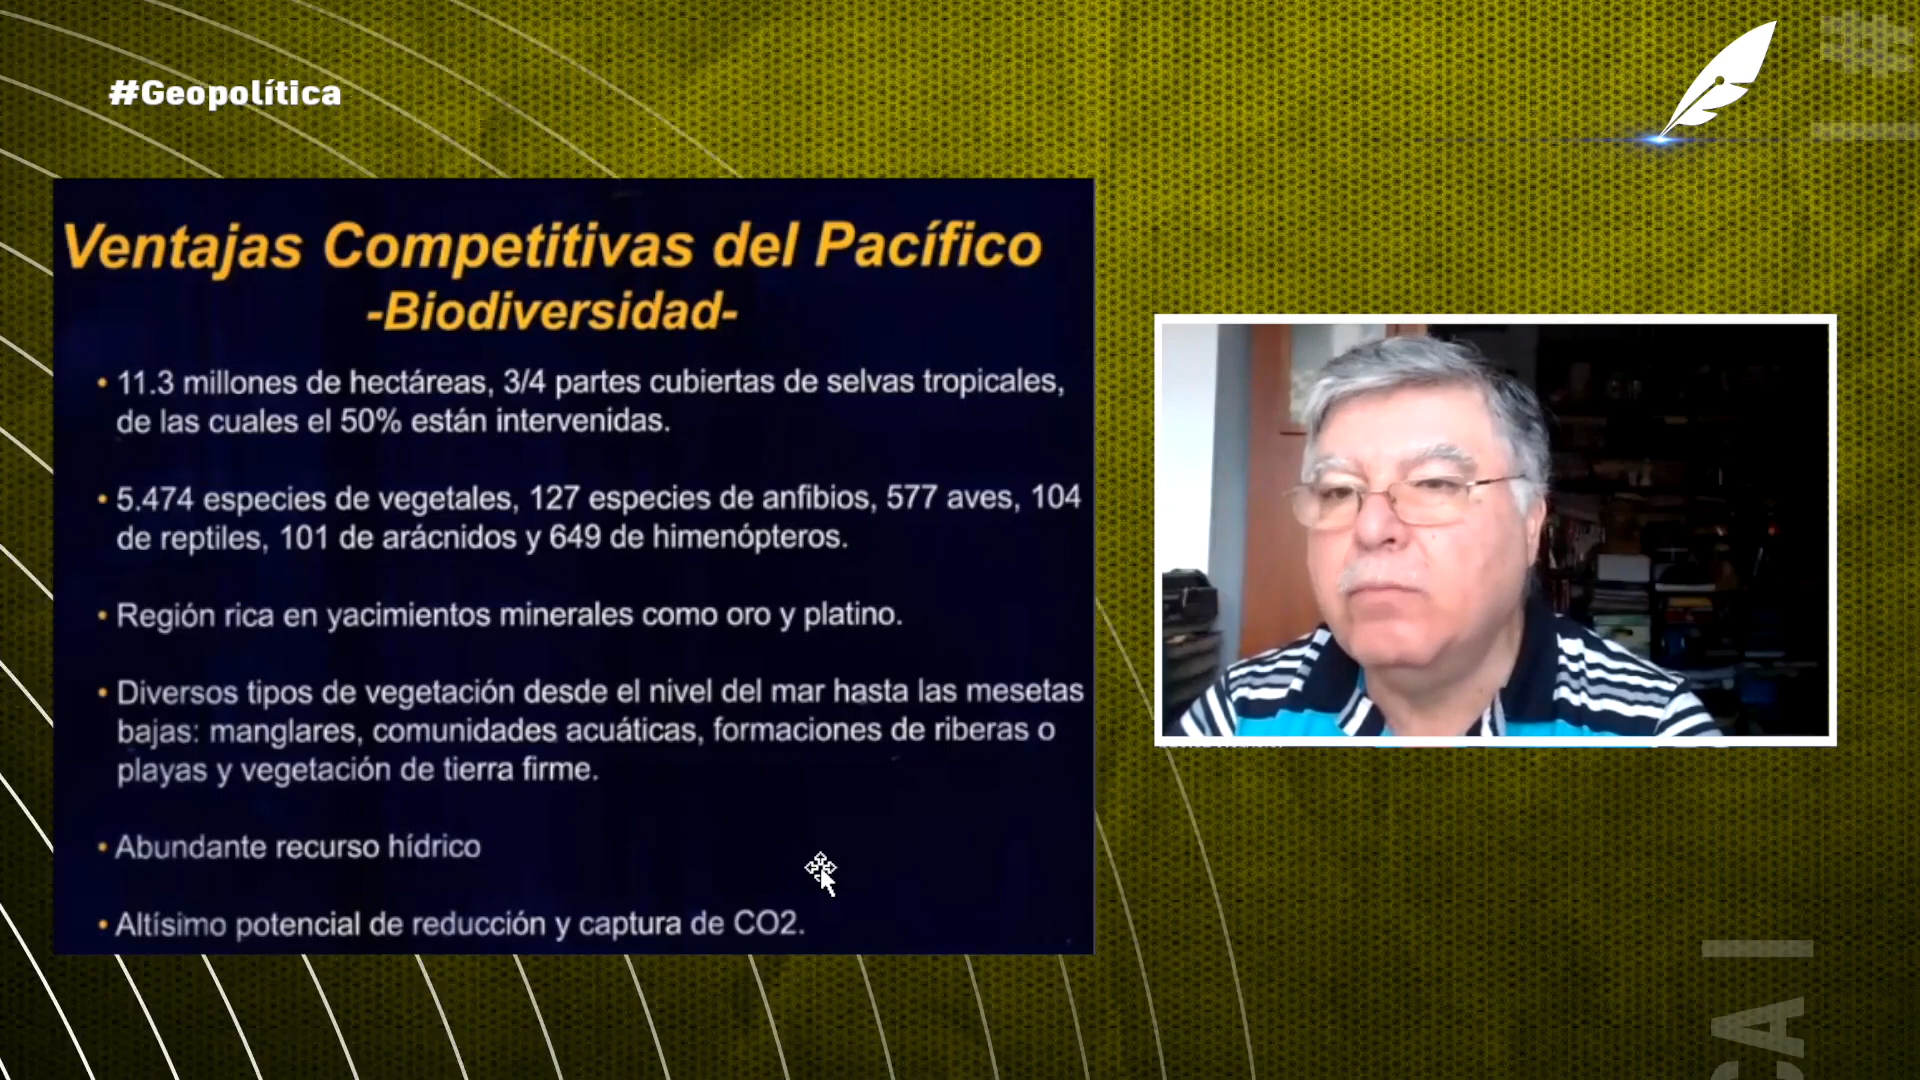 #Geopolítica
Ventajas Competitivas del Pacífico
-Biodiversidad-
• 11.3 millones de hectáreas, 3/4 partes cubiertas de selvas tropicales,
de las cuales el 50% están intervenidas.
• 5.474 especies de vegetales, 127 especies de anfibios, 577 aves, 104
de reptiles, 101 de arácnidos y 649 de himenópteros.
• Región rica en yacimientos minerales como oro y platino.
• Diversos tipos de vegetación desde el nivel del mar hasta las mesetas
bajas: manglares, comunidades acuáticas, formaciones de riberas o
playas y vegetación de tierra firme.
• Abundante recurso hídrico
• Altísimo potencial de reducción y captura de CO2.